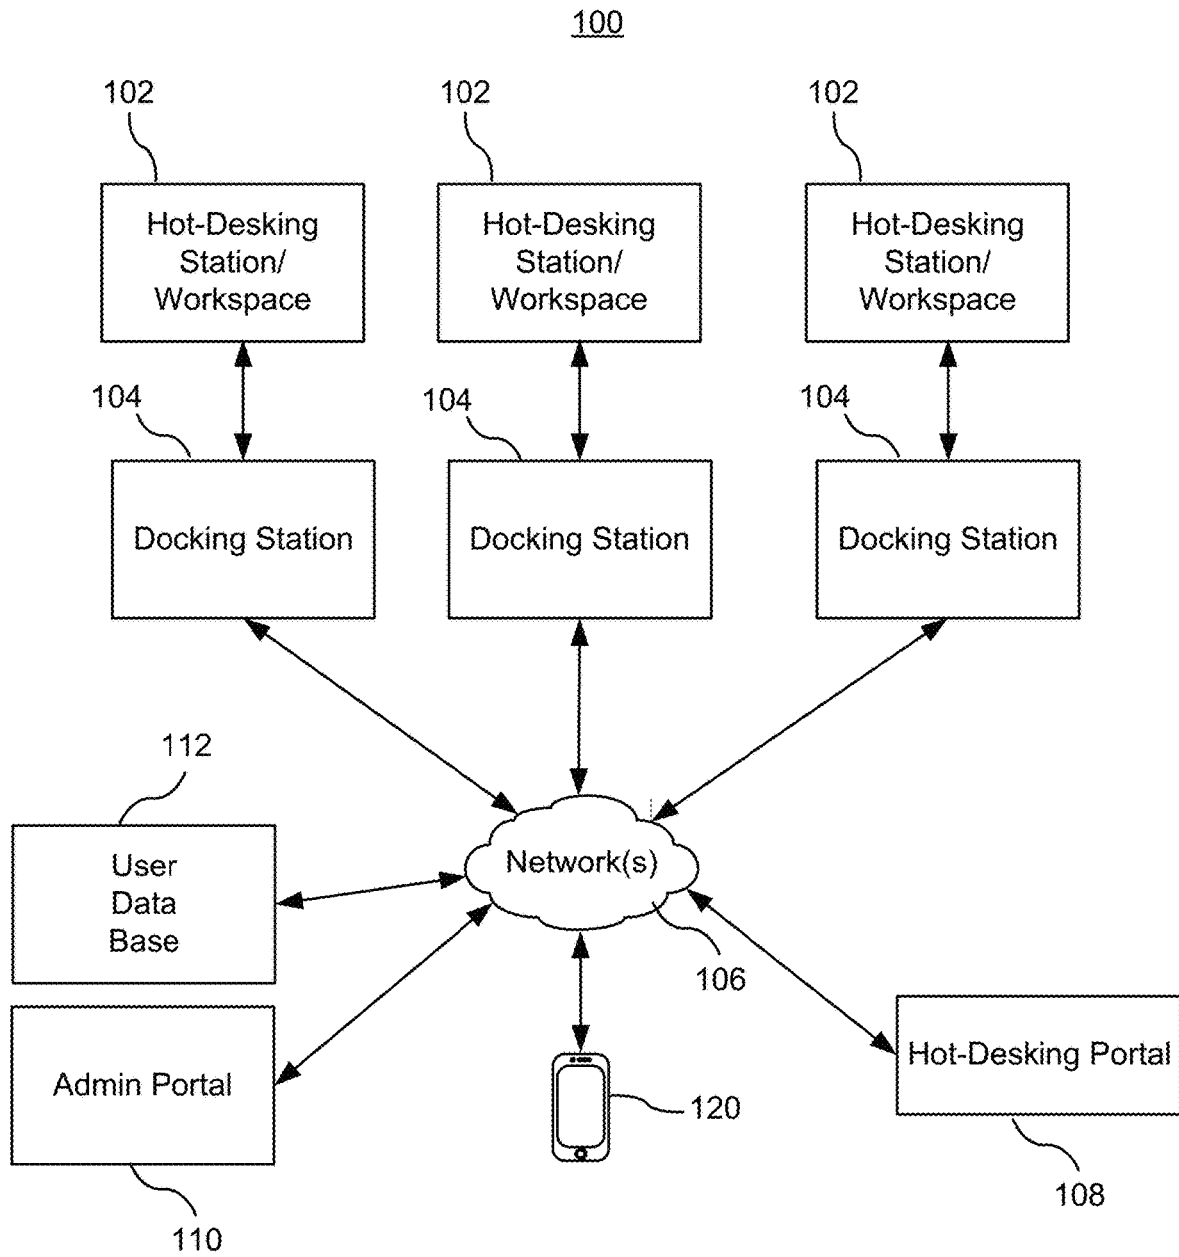 100
102
102
102
Hot-Desking
Station/
Workspace
Hot-Desking
Station/
Workspace
Hot-Desking
Station/
Workspace
104
104
104
Docking Station
Docking Station
Docking Station
112
User
Data
Base
Network(s)
106
Admin Portal
110
120
Hot-Desking Portal
108